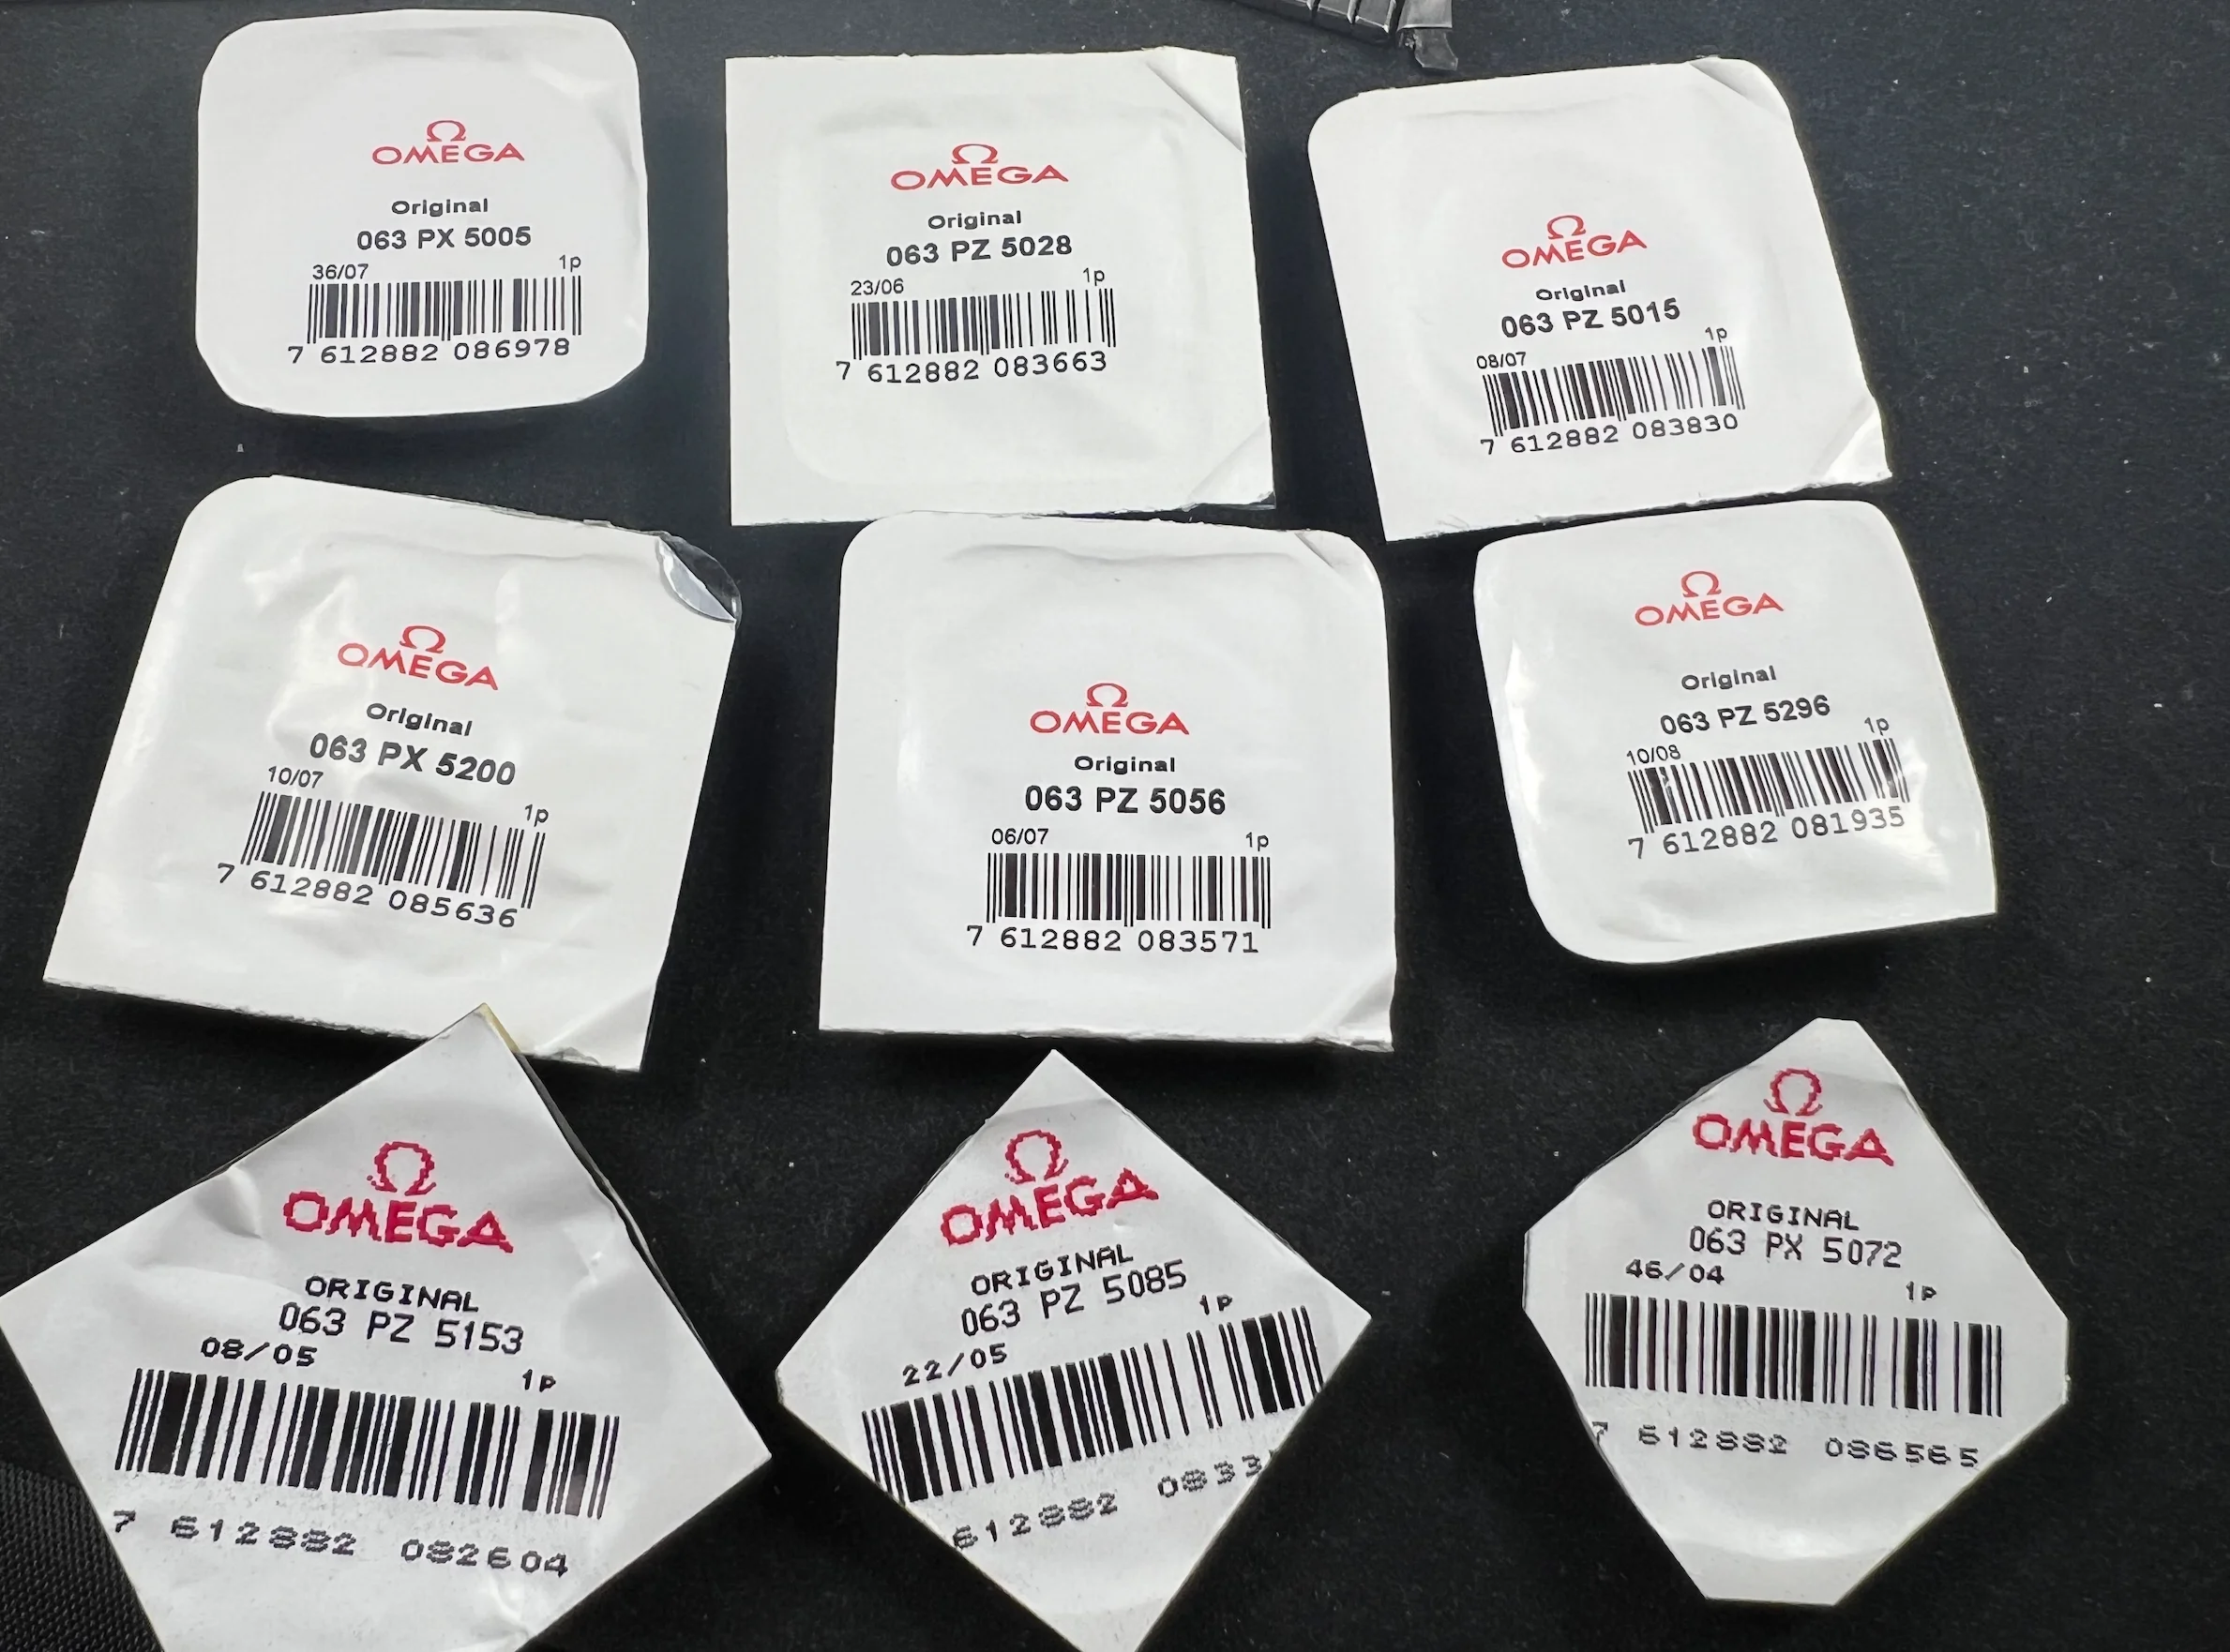 Ω
OMEGA
Original
063 PX 5005
36/07 1p
7 612882 086978
Ω
OMEGA
Original
063 PZ 5028
23/06 1p
7 612882 083663
Ω
OMEGA
Original
063 PZ 5015
08/07 1p
7 612882 083830
Ω
OMEGA
Original
063 PX 5200
10/07 1p
7 612882 085636
Ω
OMEGA
Original
063 PZ 5056
06/07 1p
7 612882 083571
Ω
OMEGA
Original
063 PZ 5296
10/08 1p
7 612882 081935
Ω
OMEGA
ORIGINAL
063 PZ 5153
08/05 1p
7 612882 082604
Ω
OMEGA
ORIGINAL
063 PZ 5085
22/05 1p
612882 0833
Ω
OMEGA
ORIGINAL
063 PX 5072
46/04 1p
7 612882 086565